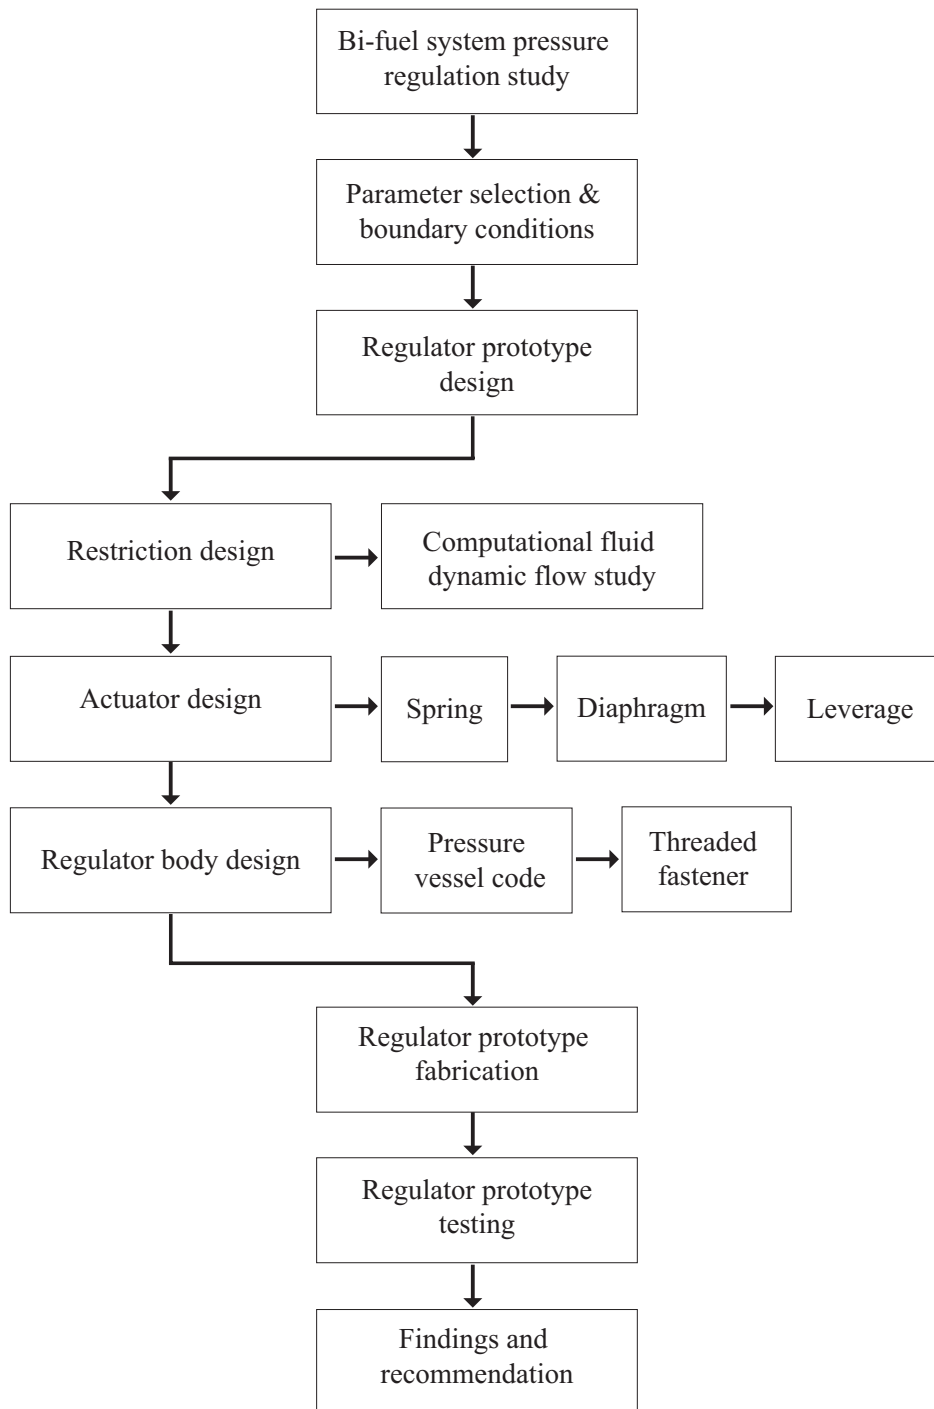 Bi-fuel system pressure
regulation study
Parameter selection &
boundary conditions
Regulator prototype
design
Restriction design
Computational fluid
dynamic flow study
Actuator design
Spring
Diaphragm
Leverage
Regulator body design
Pressure
vessel code
Threaded
fastener
Regulator prototype
fabrication
Regulator prototype
testing
Findings and
recommendation